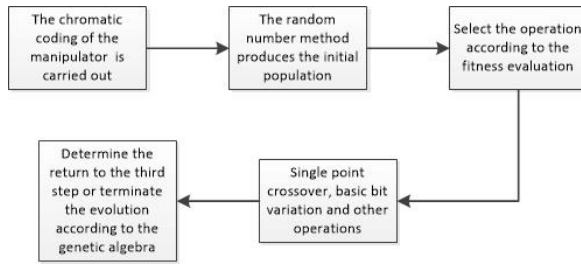 The chromatic
coding of the
manipulator is
carried out
The random
number method
produces the initial
population
Select the operation
according to the
fitness evaluation
Single point
crossover, basic bit
variation and other
operations
Determine the
return to the third
step or terminate
the evolution
according to the
genetic algebra